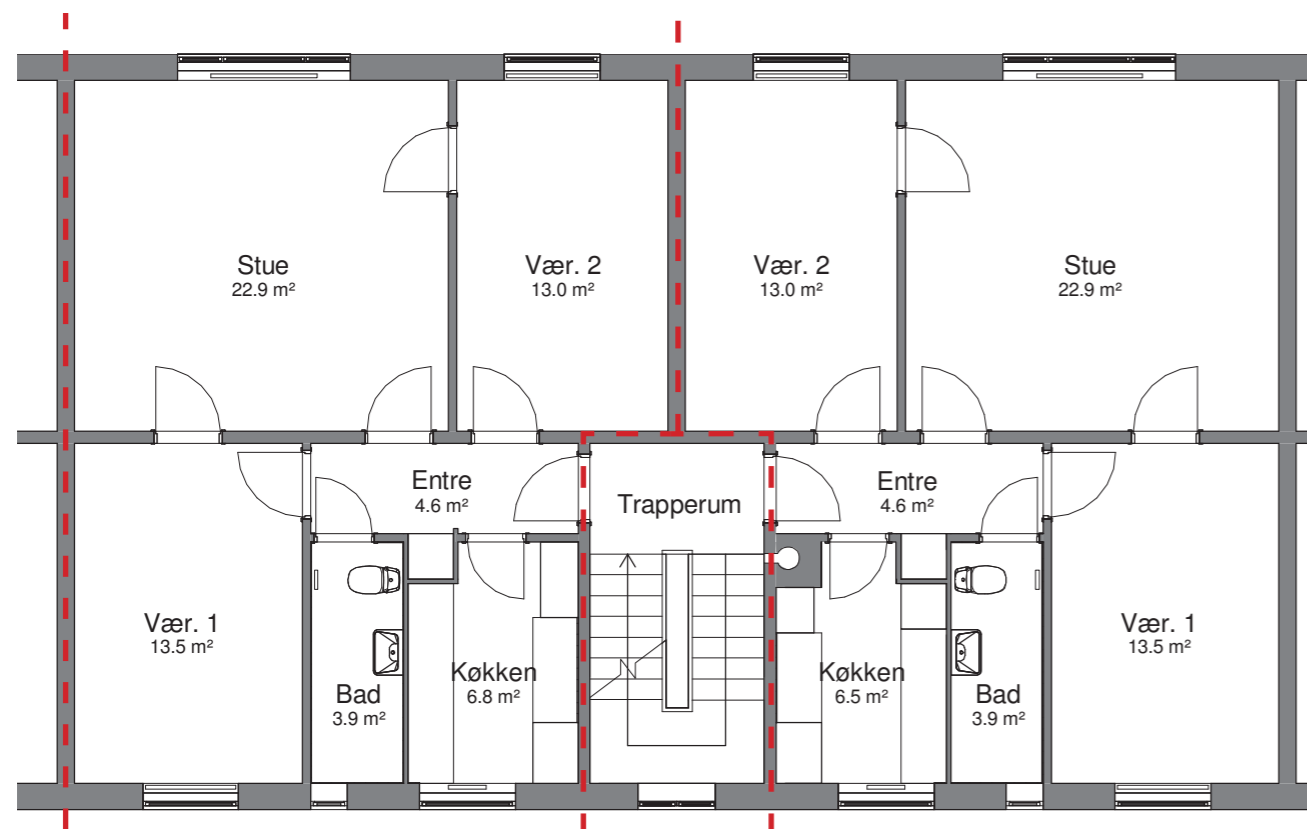 Stue
22.9 m²
Vær. 2
13.0 m²
Vær. 2
13.0 m²
Stue
22.9 m²
Entre
4.6 m²
Trapperum
Entre
4.6 m²
Vær. 1
13.5 m²
Bad
3.9 m²
Køkken
6.8 m²
Køkken
6.5 m²
Bad
3.9 m²
Vær. 1
13.5 m²